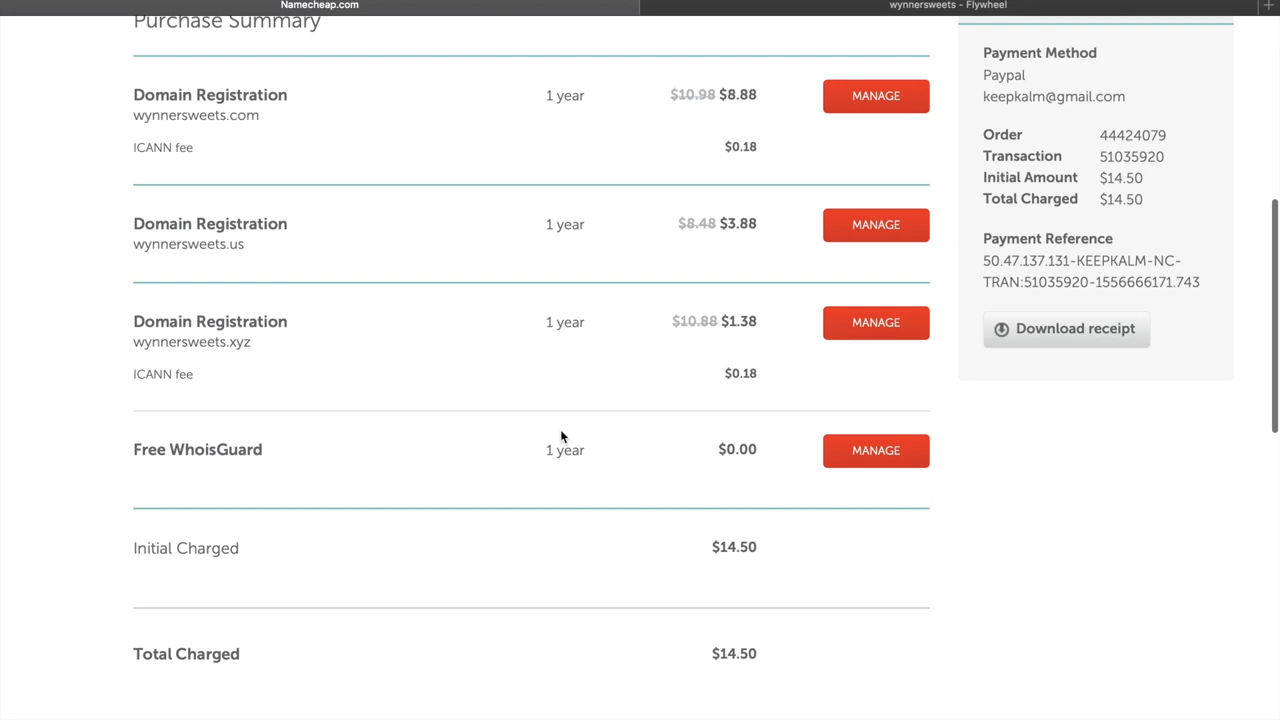 Namecheap.com
wynnersweets - Flywheel
Purchase Summary
Domain Registration 1 year $10.98 $8.88 MANAGE
wynnersweets.com
ICANN fee $0.18
Domain Registration 1 year $8.48 $3.88 MANAGE
wynnersweets.us
Domain Registration 1 year $10.88 $1.38 MANAGE
wynnersweets.xyz
ICANN fee $0.18
Free WhoisGuard 1 year $0.00 MANAGE
Initial Charged $14.50
Total Charged $14.50
Payment Method
Paypal
keepkalm@gmail.com
Order 44424079
Transaction 51035920
Initial Amount $14.50
Total Charged $14.50
Payment Reference
50.47.137.131-KEEPKALM-NC-
TRAN:51035920-1556666171.743
Download receipt